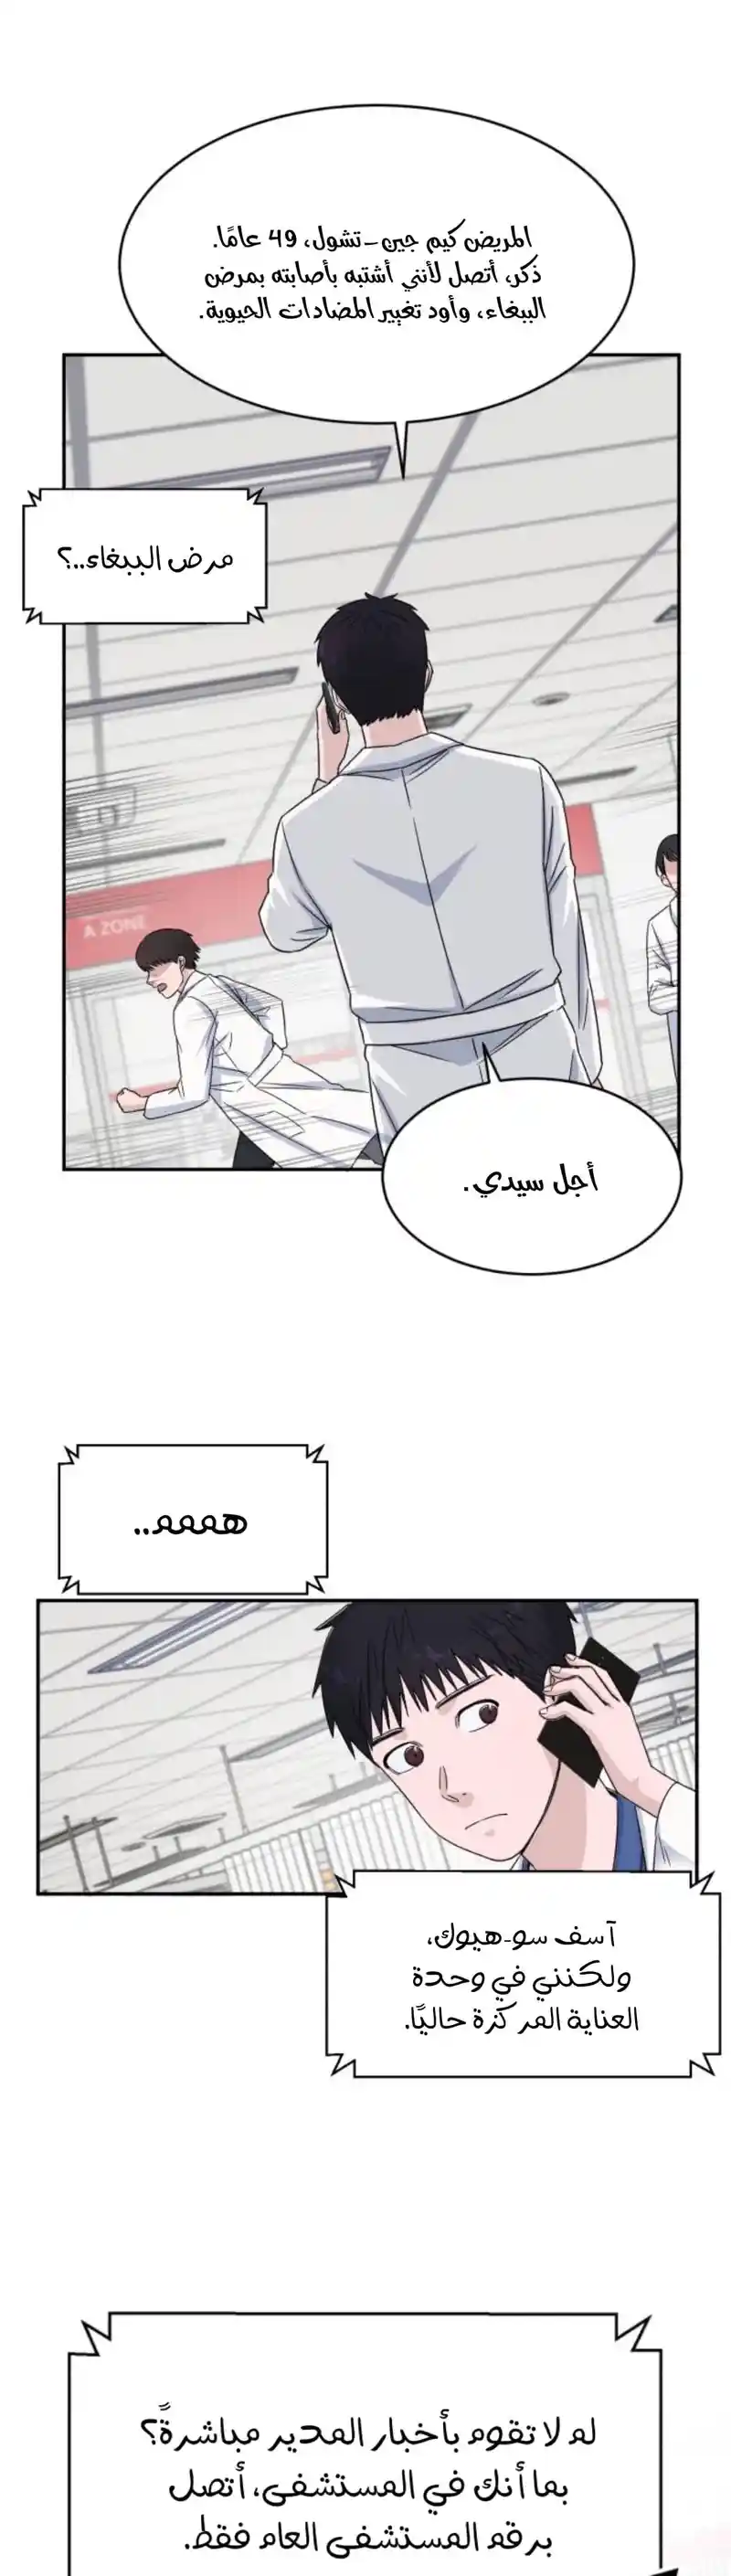 المريض كيم جين-تشول، 49 عامًا.
ذكر، أتصل لأنني أشتبه بأصابته بمرض
الببغاء، وأود تغيير المضادات الحيوية.
مرض الببغاء..؟
A ZONE
أجل سيدي.
هممم..
آسف سو-هيوك،
ولكنني في وحدة
العناية المركزة حاليًا.
لم لا تقوم بأخبار المدير مباشرةً؟
بما أنك في المستشفى، أتصل
برقم المستشفى العام فقط.